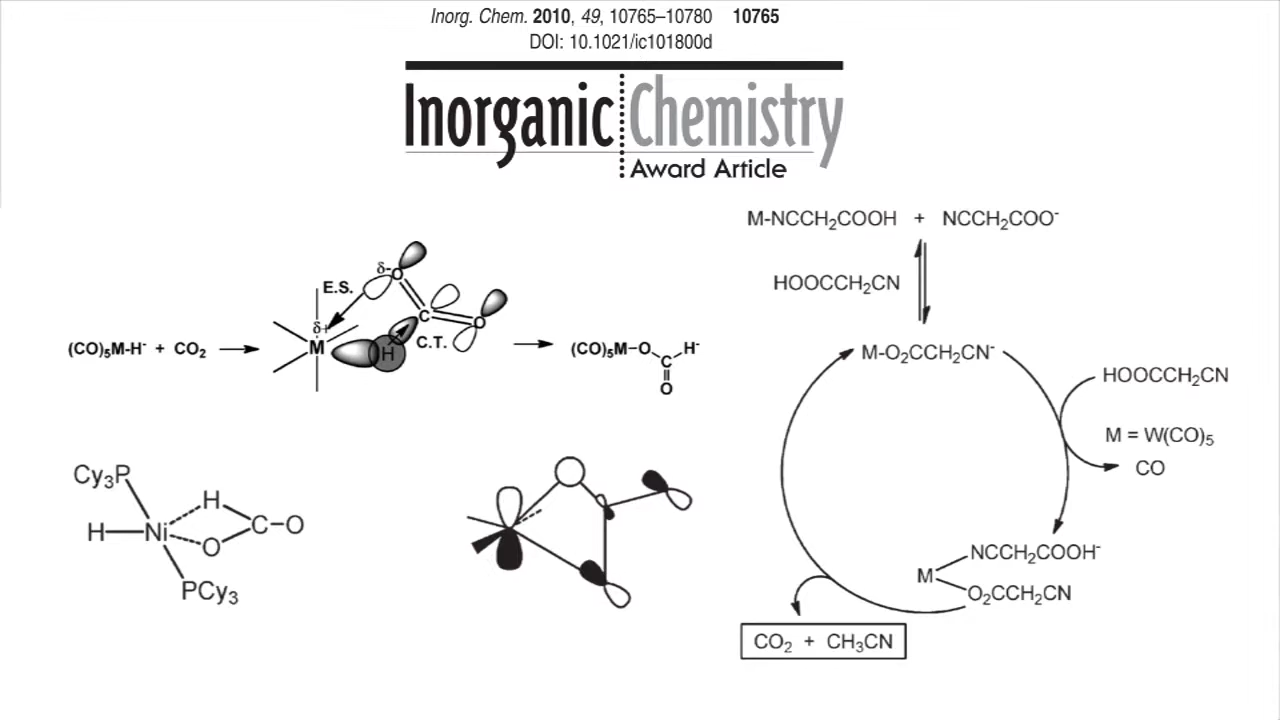 Inorg. Chem. 2010, 49, 10765–10780 10765
DOI: 10.1021/ic101800d
Inorganic Chemistry
Award Article
(CO)₅M-H⁻ + CO₂
E.S.
δ-
O
δ+
M
H
C
O
C.T.
(CO)₅M–O
C
H⁻
O
Cy₃P
H
H
Ni
C–O
O
PCy₃
M-NCCH₂COOH + NCCH₂COO⁻
HOOCCH₂CN
M-O₂CCH₂CN⁻
HOOCCH₂CN
M = W(CO)₅
CO
NCCH₂COOH⁻
M
O₂CCH₂CN
CO₂ + CH₃CN